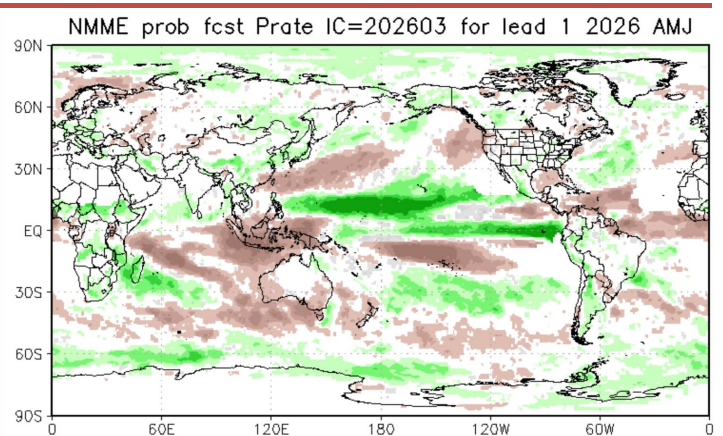 NMME prob fcst Prate IC=202603 for lead 1 2026 AMJ
90N
60N
30N
EQ
30S
60S
90S
0 60E 120E 180 120W 60W 0